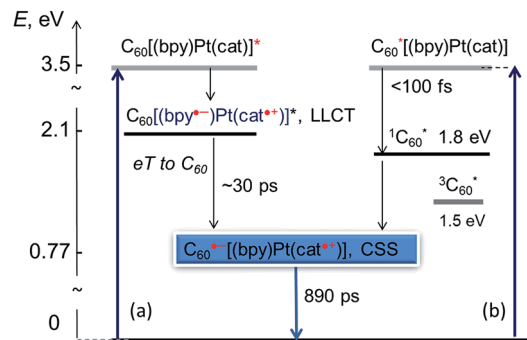 E, eV
C₆₀[(bpy)Pt(cat)]*
C₆₀*[(bpy)Pt(cat)]
3.5
~
<100 fs
C₆₀[(bpy•−)Pt(cat•+)]*, LLCT
2.1
¹C₆₀* 1.8 eV
eT to C₆₀
~30 ps
³C₆₀*
1.5 eV
0.77
C₆₀•−[(bpy)Pt(cat•+)], CSS
~
890 ps
0
(a)
(b)